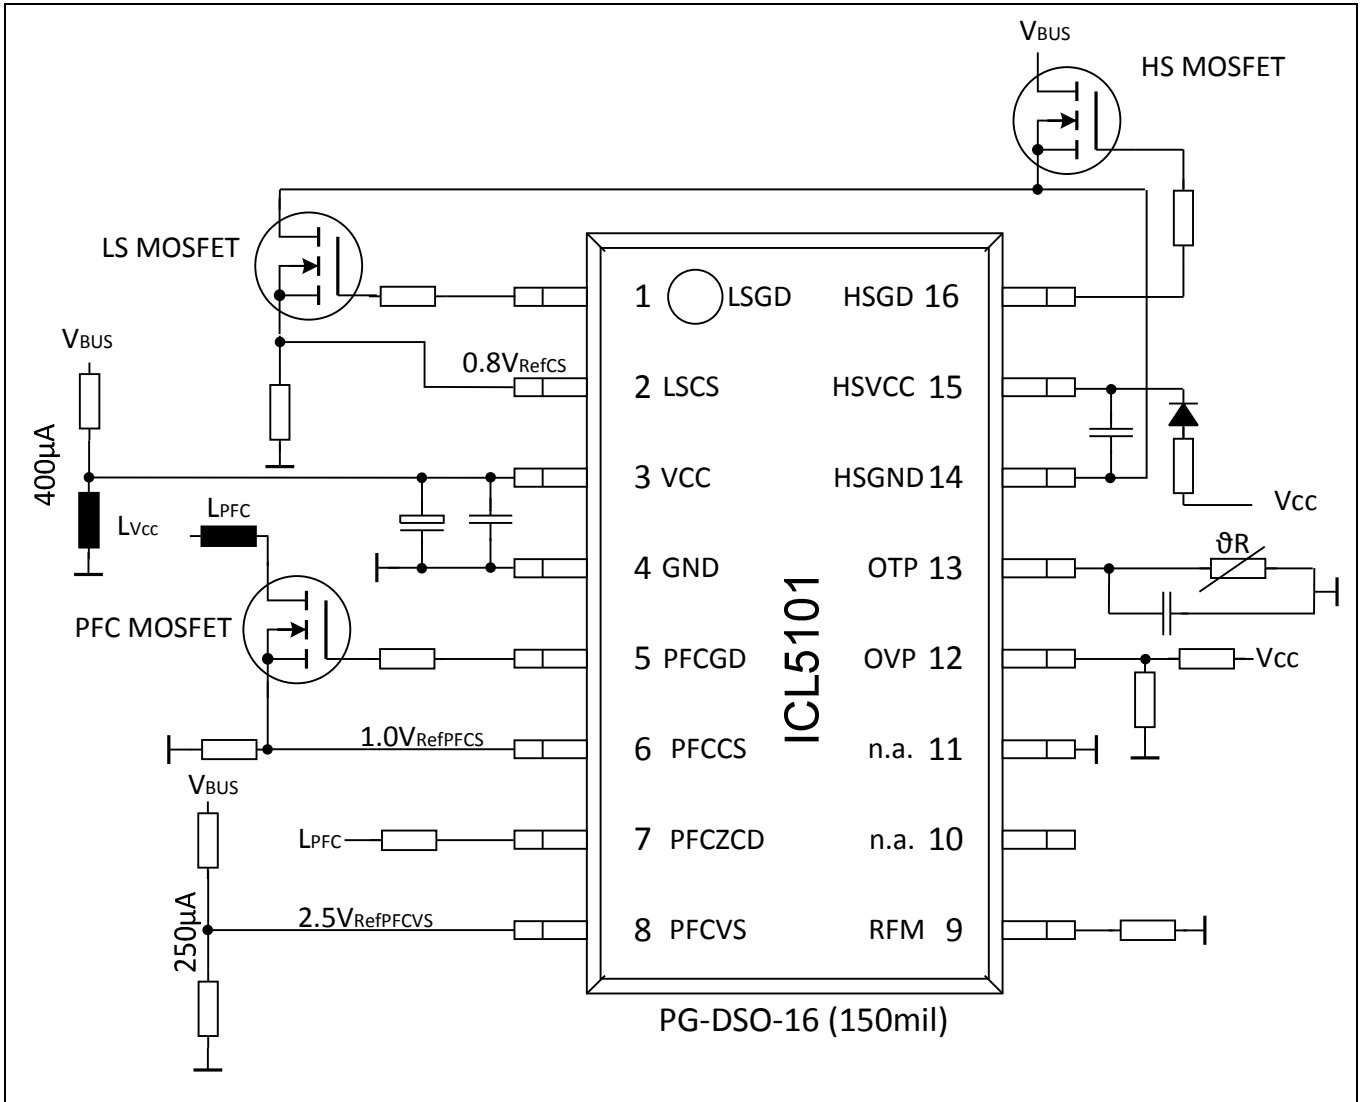 VBUS
HS MOSFET
LS MOSFET
1 LSGD
HSGD 16
VBUS
0.8VRefCS
2 LSCS
HSVCC 15
400µA
3 VCC
HSGND 14
LVcc
LPFC
Vcc
4 GND
OTP 13
ϑR
PFC MOSFET
5 PFCGD
OVP 12
Vcc
ICL5101
1.0VRefPFCS
6 PFCCS
n.a. 11
VBUS
LPFC
7 PFCZCD
n.a. 10
250µA
2.5VRefPFCVS
8 PFCVS
RFM 9
PG-DSO-16 (150mil)